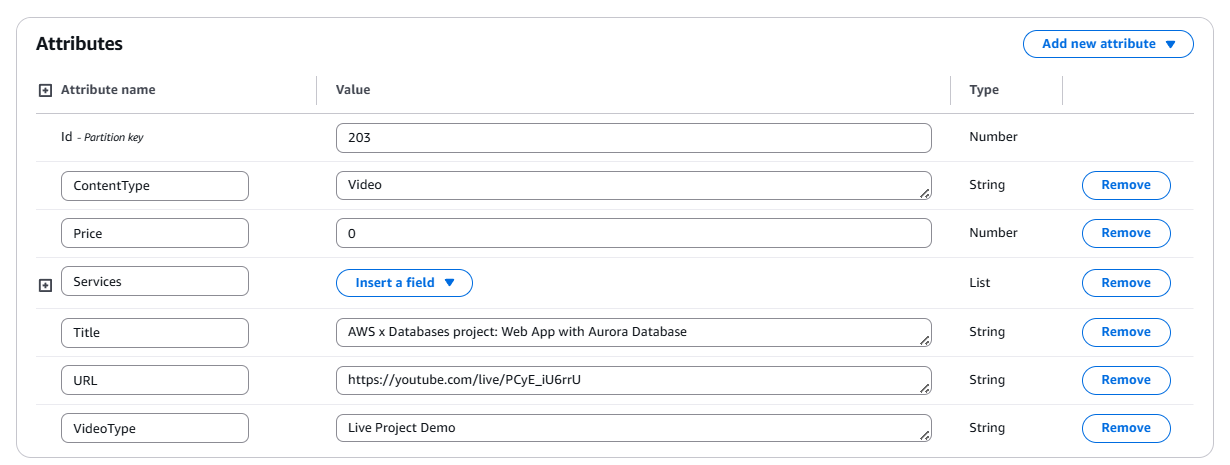 Attributes
Add new attribute
Attribute name Value Type
Id - Partition key 203 Number
ContentType Video String Remove
Price 0 Number Remove
Services Insert a field List Remove
Title AWS x Databases project: Web App with Aurora Database String Remove
URL https://youtube.com/live/PCyE_iU6rrU String Remove
VideoType Live Project Demo String Remove